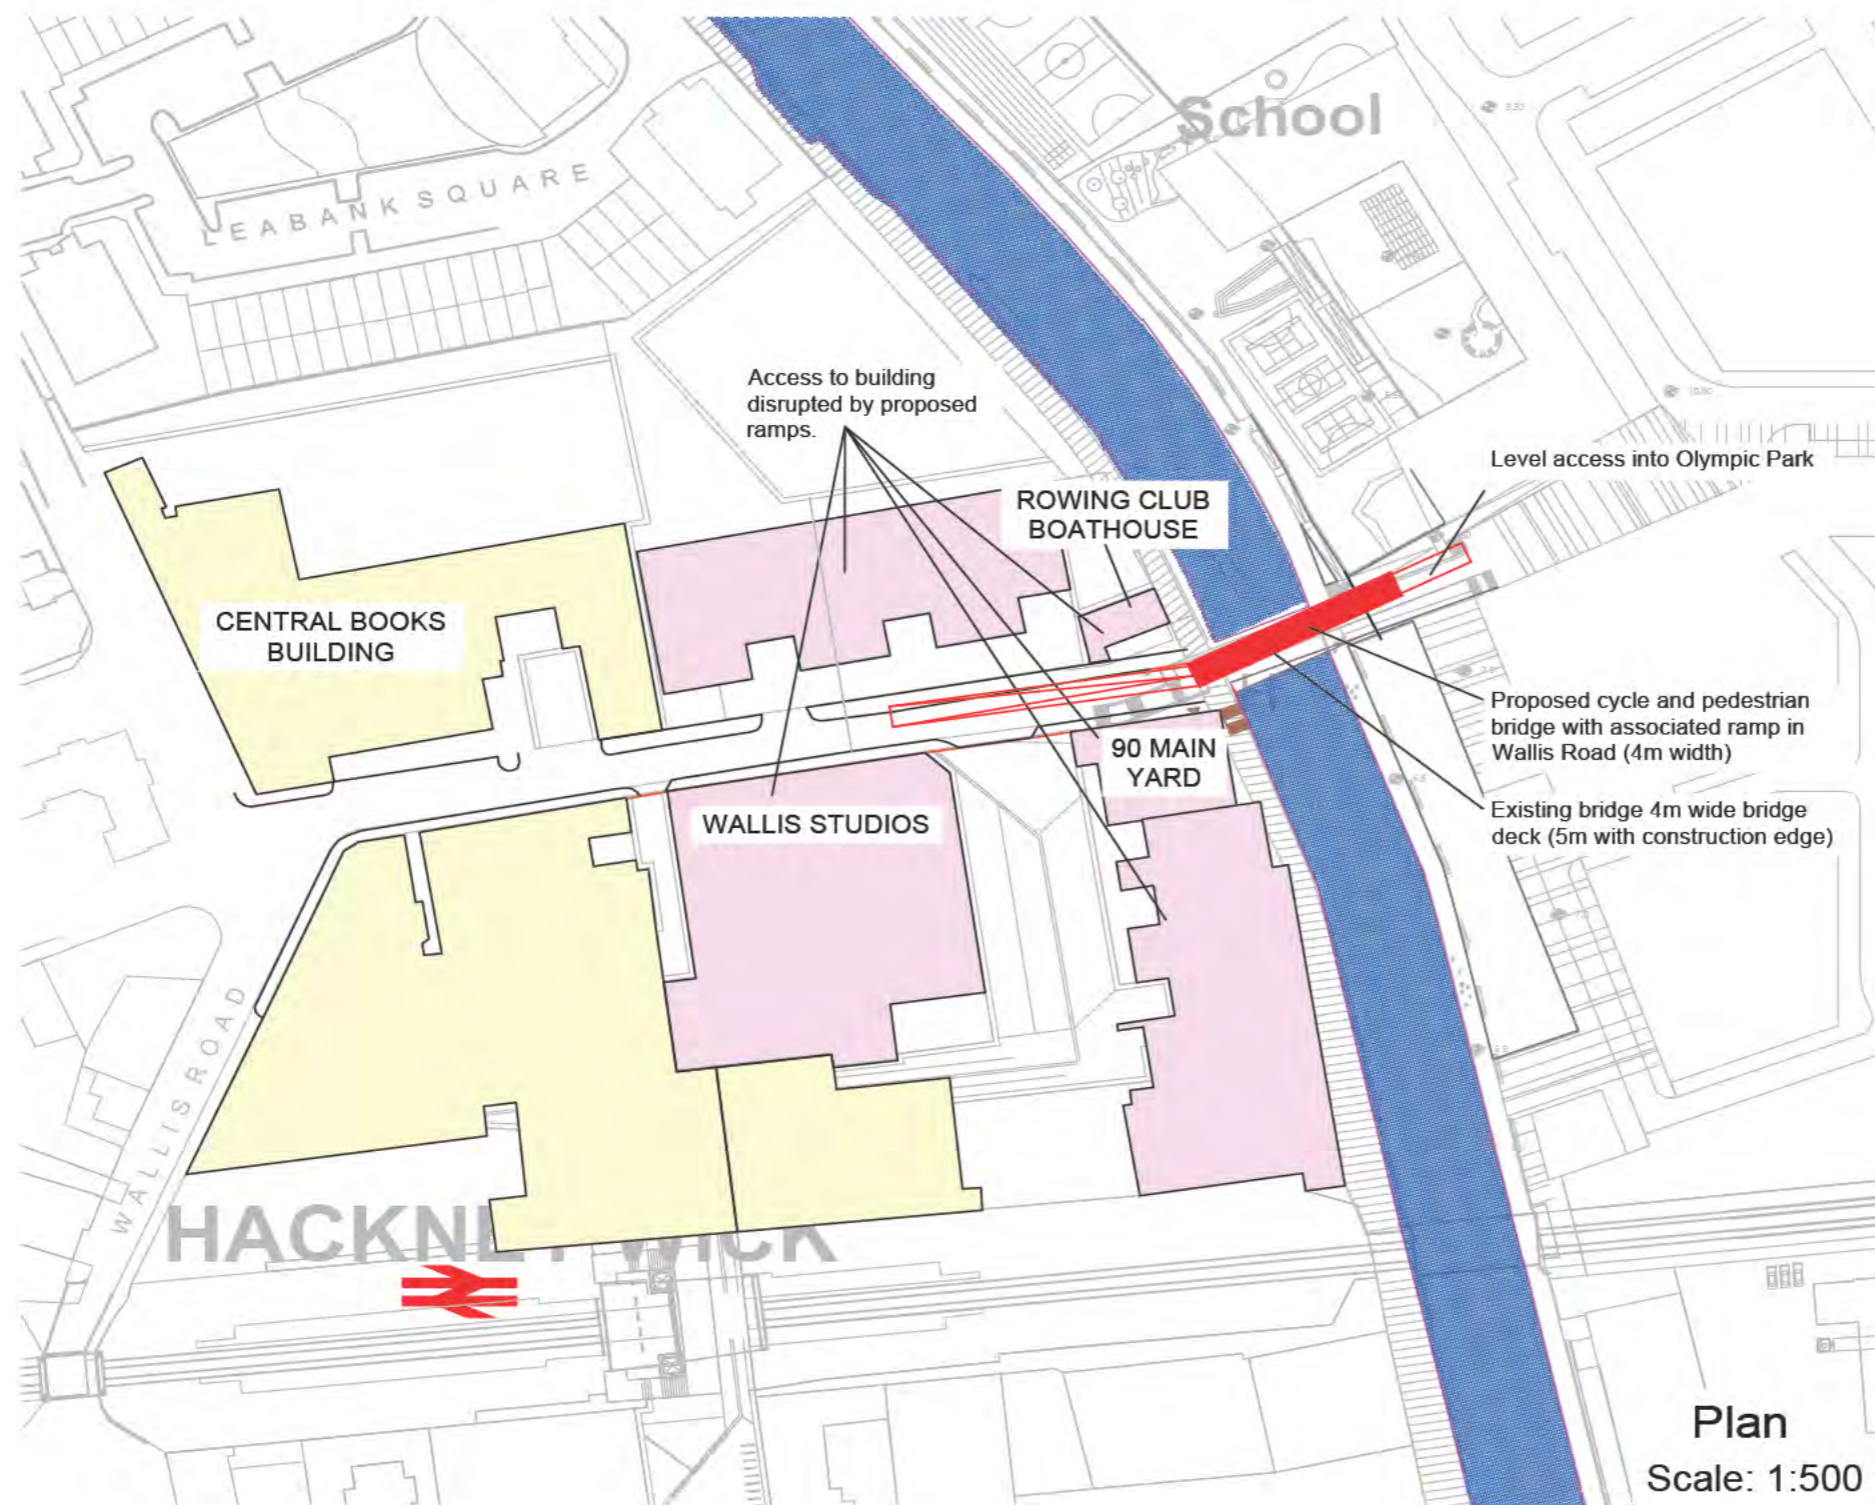 School
LEABANK SQUARE
Access to building
disrupted by proposed
ramps.
Level access into Olympic Park
ROWING CLUB
BOATHOUSE
CENTRAL BOOKS
BUILDING
Proposed cycle and pedestrian
bridge with associated ramp in
Wallis Road (4m width)
90 MAIN
YARD
Existing bridge 4m wide bridge
deck (5m with construction edge)
WALLIS STUDIOS
WALLIS ROAD
HACKNEY WICK
Plan
Scale: 1:500